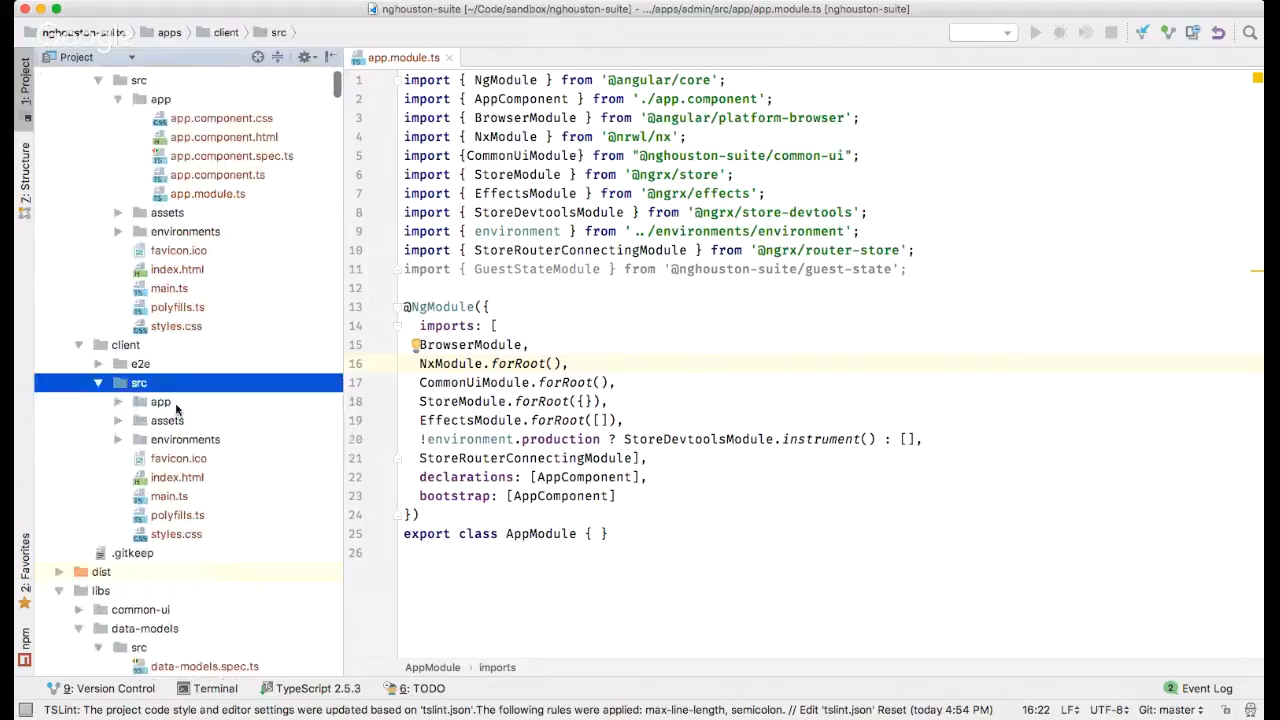 nghouston-suite [~/Code/sandbox/nghouston-suite] - .../apps/admin/src/app/app.module.ts [nghouston-suite]
nghouston-suite apps client src
Project
app.module.ts
1: Project
Z: Structure
2: Favorites
npm
src
app
app.component.css
app.component.html
app.component.spec.ts
app.component.ts
app.module.ts
assets
environments
favicon.ico
index.html
main.ts
polyfills.ts
styles.css
client
e2e
src
app
assets
environments
favicon.ico
index.html
main.ts
polyfills.ts
styles.css
.gitkeep
dist
libs
common-ui
data-models
src
data-models.spec.ts
1 import { NgModule } from '@angular/core';
2 import { AppComponent } from './app.component';
3 import { BrowserModule } from '@angular/platform-browser';
4 import { NxModule } from '@nrwl/nx';
5 import {CommonUiModule} from "@nghouston-suite/common-ui";
6 import { StoreModule } from '@ngrx/store';
7 import { EffectsModule } from '@ngrx/effects';
8 import { StoreDevtoolsModule } from '@ngrx/store-devtools';
9 import { environment } from '../environments/environment';
10 import { StoreRouterConnectingModule } from '@ngrx/router-store';
11 import { GuestStateModule } from '@nghouston-suite/guest-state';
12
13 @NgModule({
14 imports: [
15 BrowserModule,
16 NxModule.forRoot(),
17 CommonUiModule.forRoot(),
18 StoreModule.forRoot({}),
19 EffectsModule.forRoot([]),
20 !environment.production ? StoreDevtoolsModule.instrument() : [],
21 StoreRouterConnectingModule],
22 declarations: [AppComponent],
23 bootstrap: [AppComponent]
24 })
25 export class AppModule { }
26
AppModule › imports
9: Version Control Terminal TypeScript 2.5.3 6: TODO 2 Event Log
TSLint: The project code style and editor settings were updated based on 'tslint.json'.The following rules were applied: max-line-length, semicolon. // Edit 'tslint.json' Reset (today 4:54 PM) 16:22 LF÷ UTF-8÷ Git: master÷